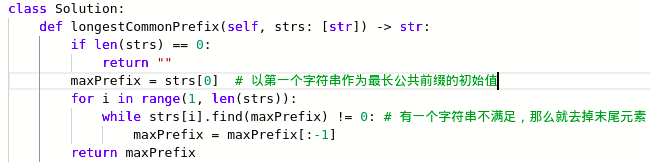 class Solution:
    def longestCommonPrefix(self, strs: [str]) -> str:
        if len(strs) == 0:
            return ""
        maxPrefix = strs[0]  # 以第一个字符串作为最长公共前缀的初始值
        for i in range(1, len(strs)):
            while strs[i].find(maxPrefix) != 0: # 有一个字符串不满足，那么就去掉末尾元素
                maxPrefix = maxPrefix[:-1]
        return maxPrefix